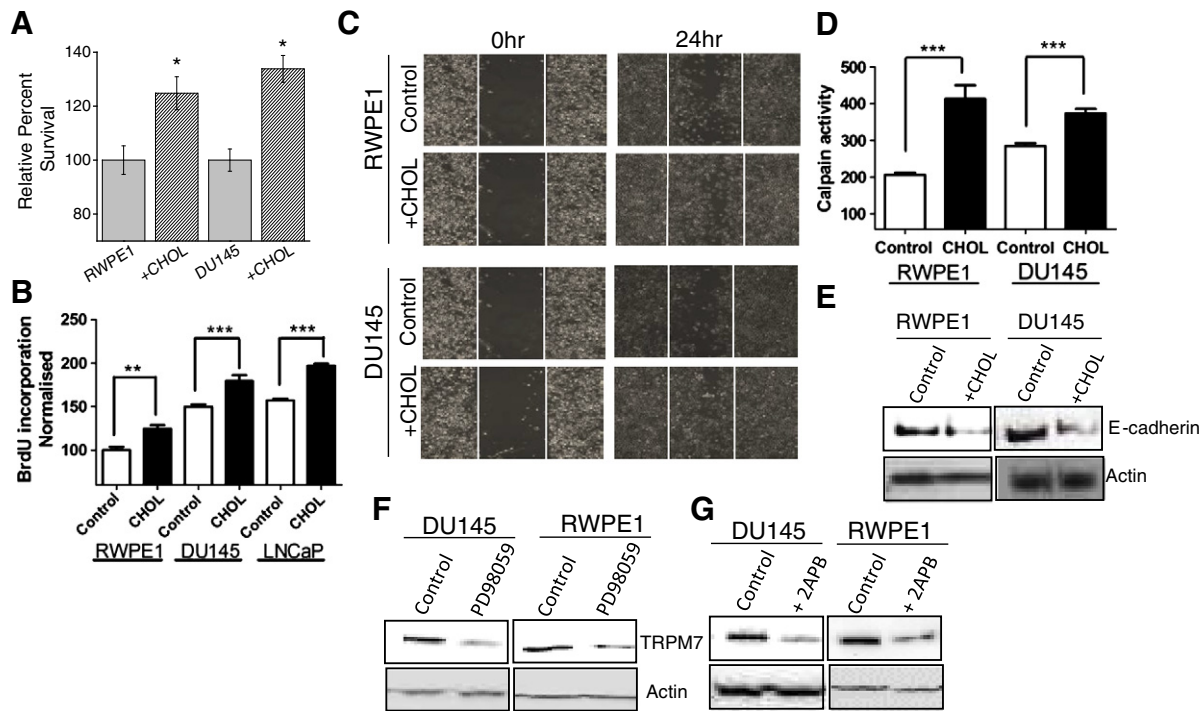 A
140
120
100
80
Relative Percent
Survival
*
*
RWPE1
+CHOL
DU145
+CHOL
B
250
200
150
100
BrdU incorporation
Normalised
**
***
***
Control
CHOL
Control
CHOL
Control
CHOL
RWPE1
DU145
LNCaP
C
0hr
24hr
RWPE1
Control
+CHOL
DU145
Control
+CHOL
D
500
400
300
200
100
Calpain activity
***
***
Control
CHOL
Control
CHOL
RWPE1
DU145
E
RWPE1
DU145
Control
+CHOL
Control
+CHOL
E-cadherin
Actin
F
DU145
RWPE1
Control
PD98059
Control
PD98059
TRPM7
Actin
G
DU145
RWPE1
Control
+ 2APB
Control
+ 2APB